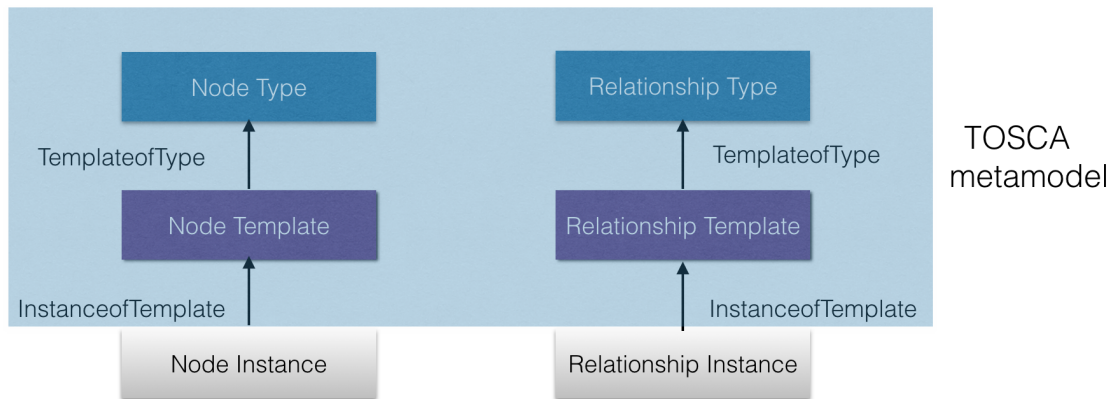 Node Type
Relationship Type
TemplateofType
TemplateofType
TOSCA
metamodel
Node Template
Relationship Template
InstanceofTemplate
InstanceofTemplate
Node Instance
Relationship Instance